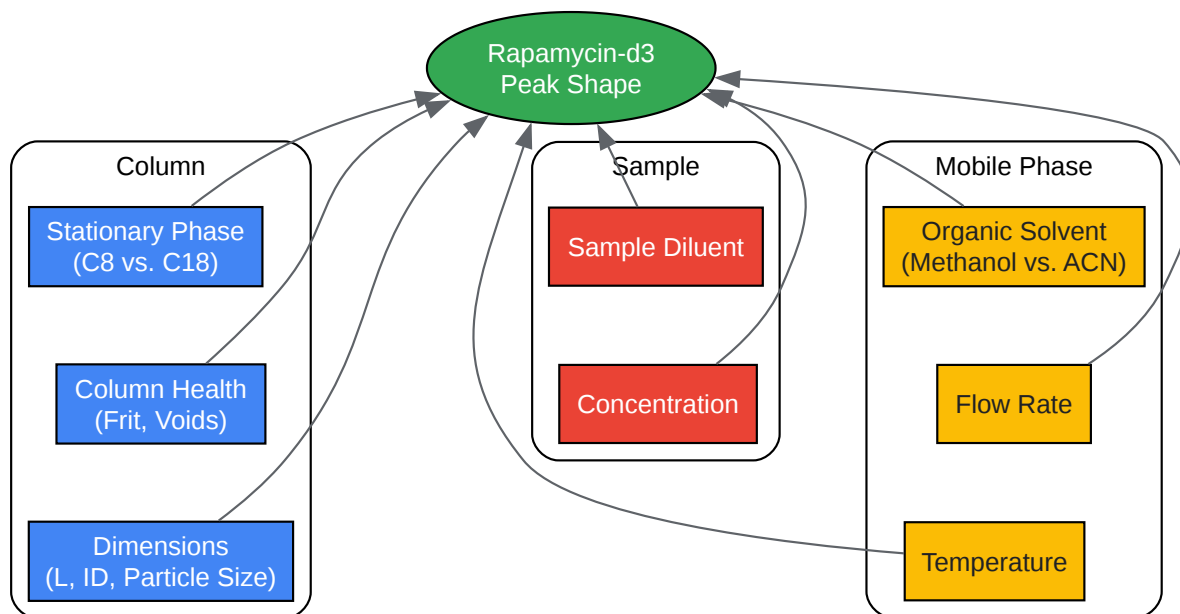 Rapamycin-d3
Peak Shape
Column
Stationary Phase
(C8 vs. C18)
Column Health
(Frit, Voids)
Dimensions
(L, ID, Particle Size)
Sample
Sample Diluent
Concentration
Mobile Phase
Organic Solvent
(Methanol vs. ACN)
Flow Rate
Temperature